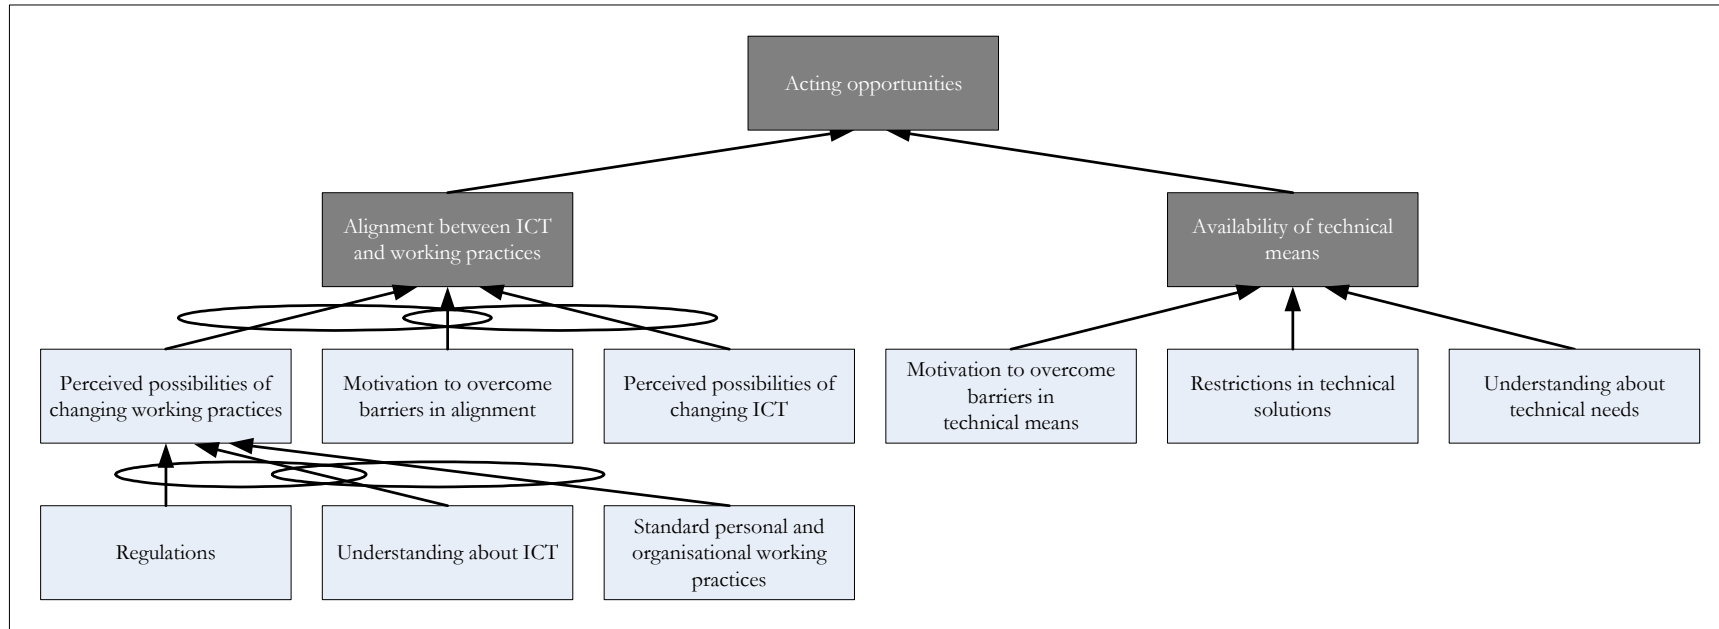 Acting opportunities
Alignment between ICT
and working practices
Availability of technical
means
Perceived possibilities of
changing working practices
Motivation to overcome
barriers in alignment
Perceived possibilities of
changing ICT
Motivation to overcome
barriers in
technical means
Restrictions in technical
solutions
Understanding about
technical needs
Regulations
Understanding about ICT
Standard personal and
organisational working
practices